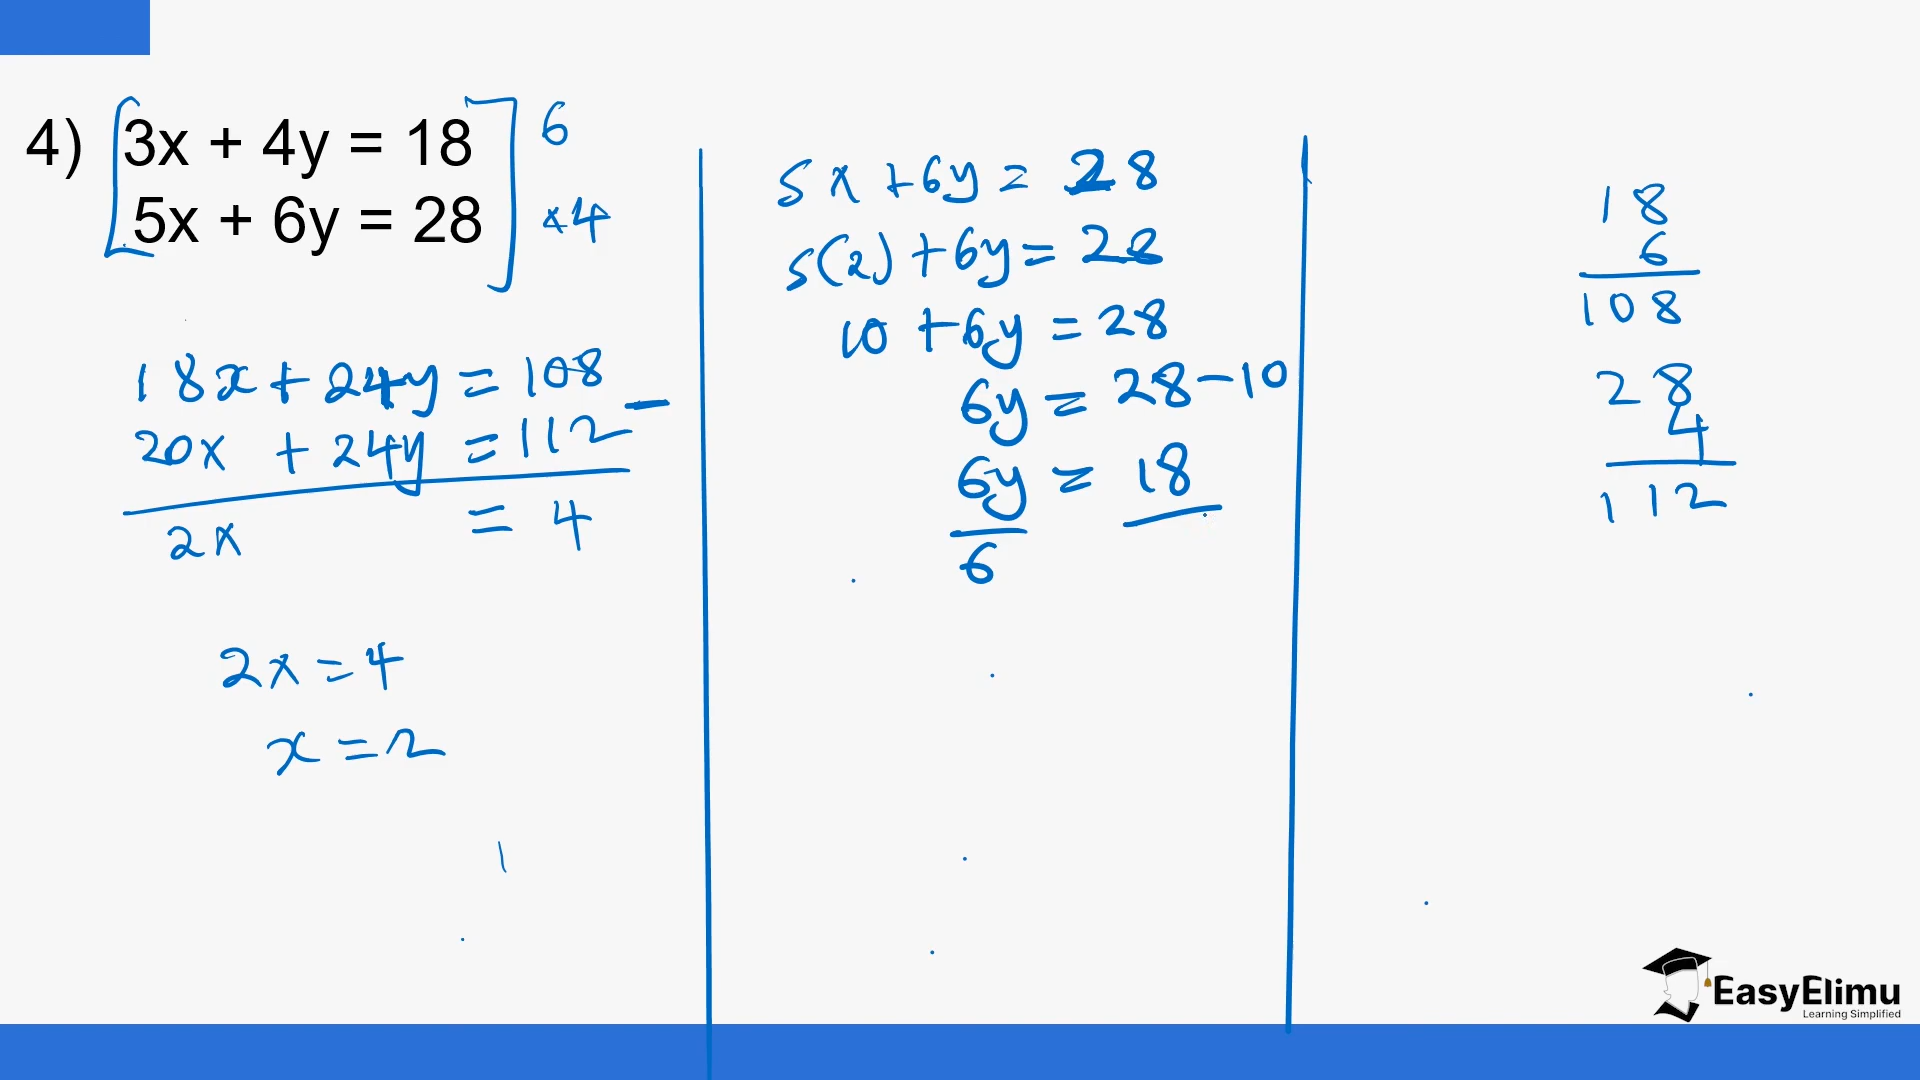 4) 3x + 4y = 18 6
5x + 6y = 28 ×4
18x + 24y = 108
20x + 24y = 112 -
2x = 4
2x = 4
x = 2
5x + 6y = 28
5(2) + 6y = 28
10 + 6y = 28
6y = 28 - 10
6y = 18
6
18
6
108
28
4
112
EasyElimu
Learning Simplified